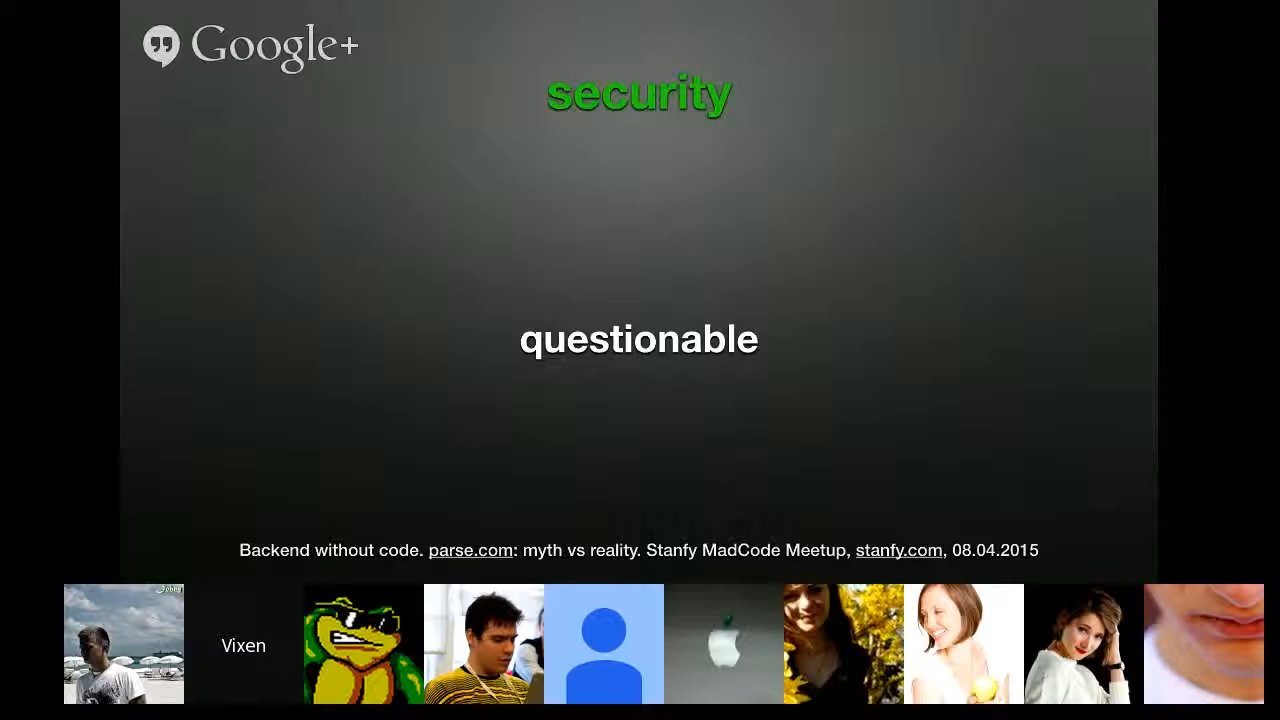 Google+
security
questionable
Backend without code. parse.com: myth vs reality. Stanfy MadCode Meetup, stanfy.com, 08.04.2015
Johny
Vixen